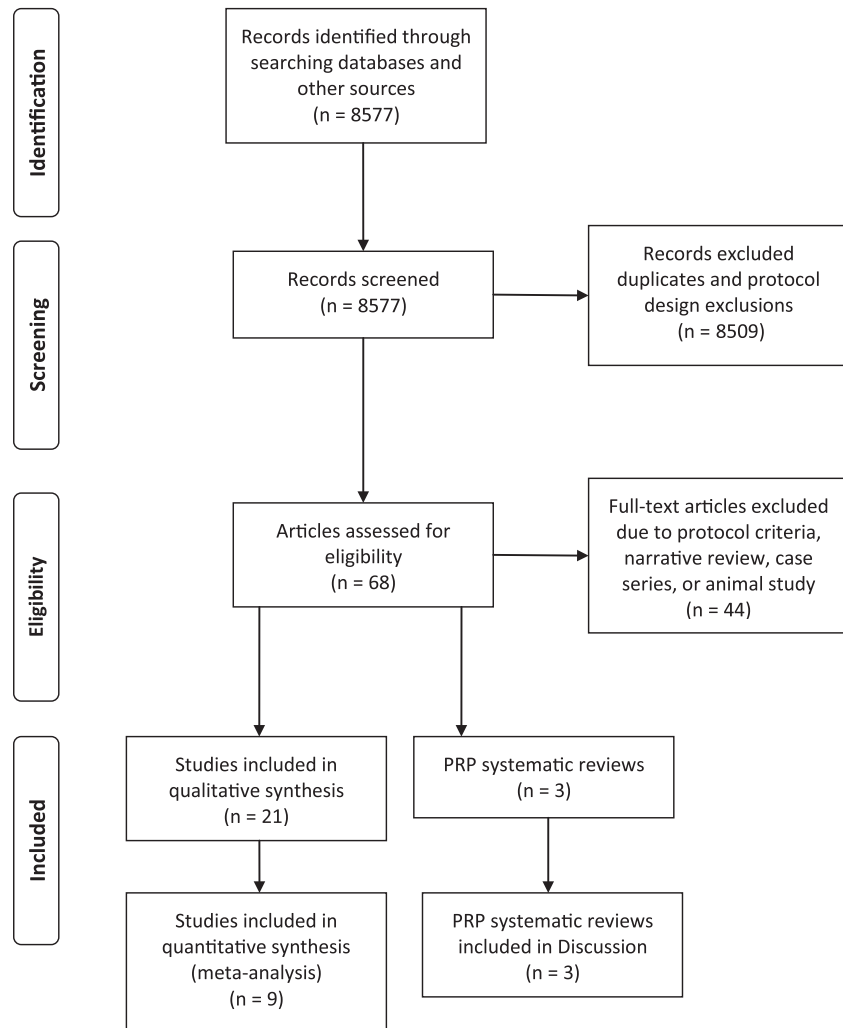 Identification
Records identified through
searching databases and
other sources
(n = 8577)
Screening
Records screened
(n = 8577)
Records excluded
duplicates and protocol
design exclusions
(n = 8509)
Eligibility
Articles assessed for
eligibility
(n = 68)
Full-text articles excluded
due to protocol criteria,
narrative review, case
series, or animal study
(n = 44)
Included
Studies included in
qualitative synthesis
(n = 21)
PRP systematic reviews
(n = 3)
Studies included in
quantitative synthesis
(meta-analysis)
(n = 9)
PRP systematic reviews
included in Discussion
(n = 3)